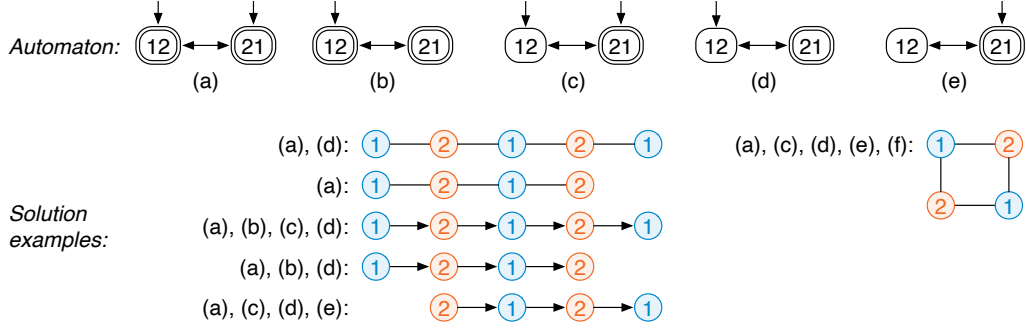 Automaton: 12 21 12 21 12 21 12 21 12 21
(a) (b) (c) (d) (e)
(a), (d): 1 2 1 2 1
(a): 1 2 1 2
(a), (b), (c), (d): 1 2 1 2 1
(a), (b), (d): 1 2 1 2
(a), (c), (d), (e): 2 1 2 1
Solution
examples:
(a), (c), (d), (e), (f): 1 2
2 1